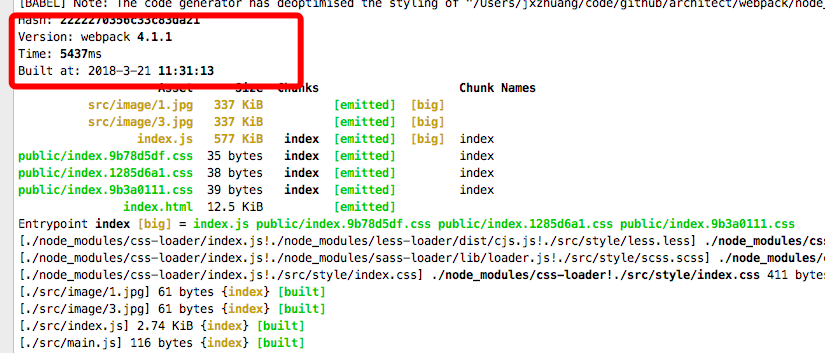 [BABEL] Note: The code generator has deoptimised the styling of "/Users/jxzhuang/code/github/architect/webpack/node_
Hash: 2222270356c33c83da21
Version: webpack 4.1.1
Time: 5437ms
Built at: 2018-3-21 11:31:13
Asset Size Chunks Chunk Names
src/image/1.jpg 337 KiB [emitted] [big]
src/image/3.jpg 337 KiB [emitted] [big]
index.js 577 KiB index [emitted] [big] index
public/index.9b78d5df.css 35 bytes index [emitted] index
public/index.1285d6a1.css 38 bytes index [emitted] index
public/index.9b3a0111.css 39 bytes index [emitted] index
index.html 12.5 KiB [emitted]
Entrypoint index [big] = index.js public/index.9b78d5df.css public/index.1285d6a1.css public/index.9b3a0111.css
[./node_modules/css-loader/index.js!./node_modules/less-loader/dist/cjs.js!./src/style/less.less] ./node_modules/css
[./node_modules/css-loader/index.js!./node_modules/sass-loader/lib/loader.js!./src/style/scss.scss] ./node_modules/c
[./node_modules/css-loader/index.js!./src/style/index.css] ./node_modules/css-loader!./src/style/index.css 411 bytes
[./src/image/1.jpg] 61 bytes {index} [built]
[./src/image/3.jpg] 61 bytes {index} [built]
[./src/index.js] 2.74 KiB {index} [built]
[./src/main.js] 116 bytes {index} [built]